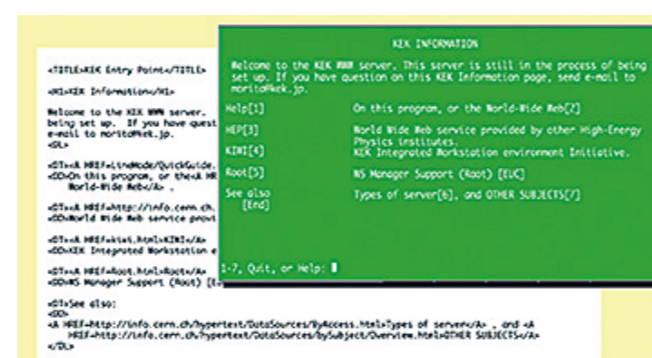 <TITLE>KEK Entry Point</TITLE>
<H1>KEK Information</H1>
Welcome to the KEK WWW server.
being set up. If you have quest
e-mail to morita@kek.jp.
<DL>
<DT><A HREF=LineMode/QuickGuide.
<DD>On this program, or the<A HR
World-Wide Web</A> .
<DT><A HREF=http://info.cern.ch.
<DD>World Wide Web service provi
<DT><A HREF=kiwi.html>KIWI</A>
<DD>KEK Integrated Workstation e
<DT><A HREF=Root.html>Root</A>
<DD>WS Manager Support (Root) [E
<DT>See also:
<DD>
<A HREF=http://info.cern.ch/hypertext/DataSources/ByAccess.html>Types of server</A> , and <A
HREF=http://info.cern.ch/hypertext/DataSources/bySubject/Overview.html>OTHER SUBJECTS</A>
</DL>
KEK INFORMATION
Welcome to the KEK WWW server. This server is still in the process of being
set up. If you have question on this KEK Information page, send e-mail to
morita@kek.jp.
Help[1] On this program, or the World-Wide Web[2]
HEP[3] World Wide Web service provided by other High-Energy
Physics institutes.
KIWI[4] KEK Integrated Workstation environment Initiative.
Root[5] WS Manager Support (Root) [EUC]
See also Types of server[6], and OTHER SUBJECTS[7]
[End]
1-7, Quit, or Help: